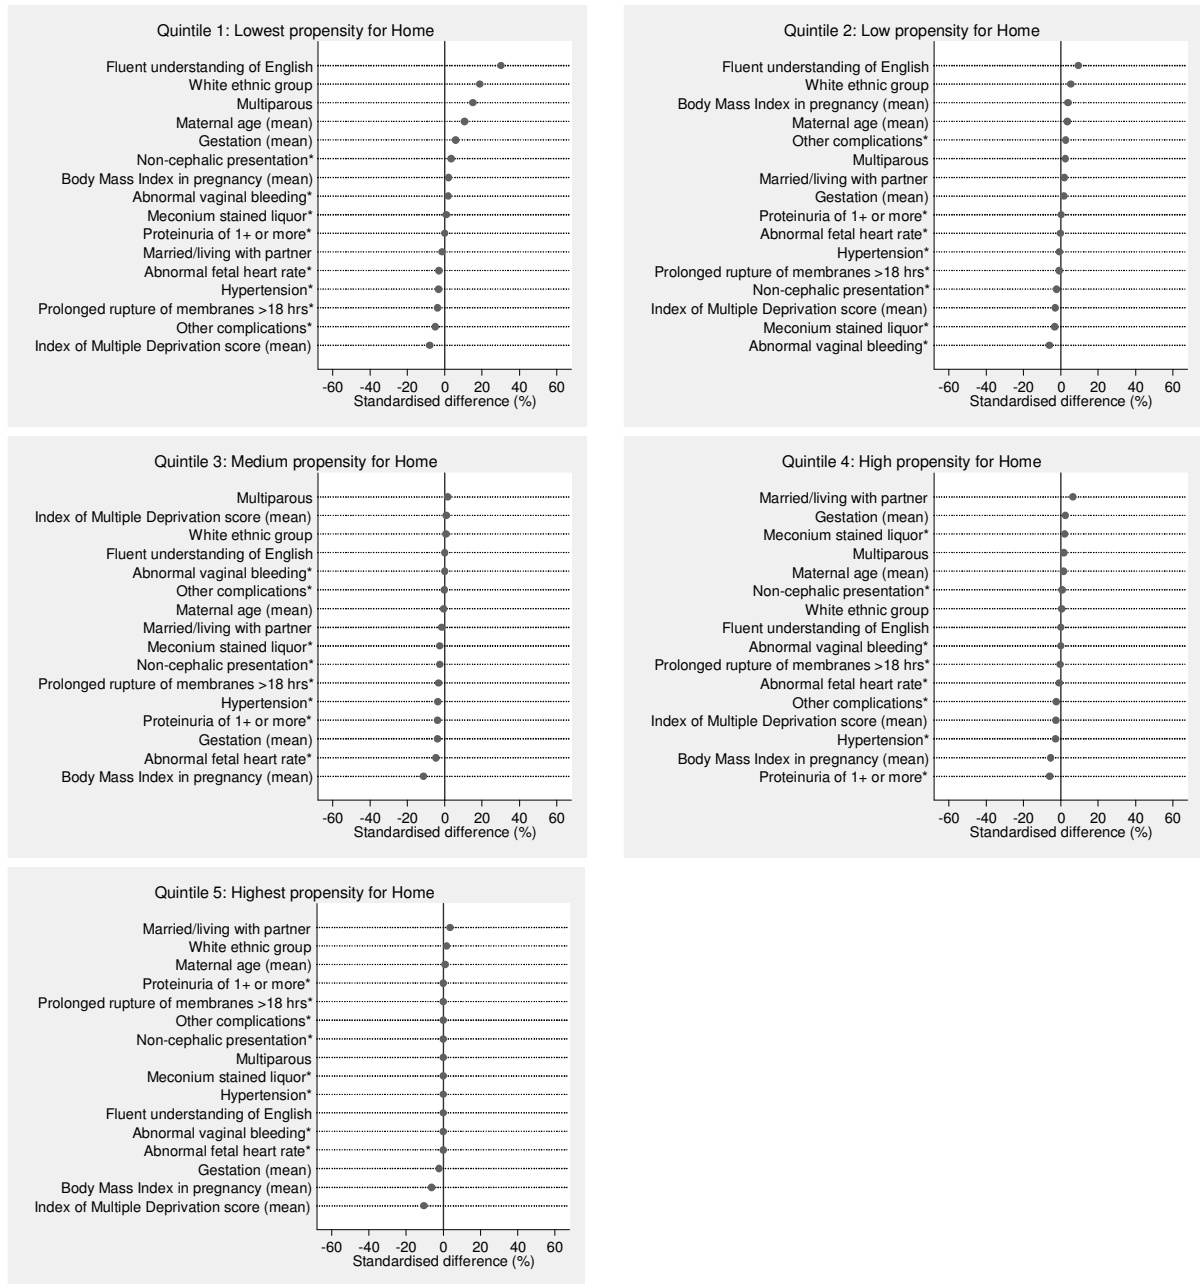 Quintile 1: Lowest propensity for Home
Fluent understanding of English
White ethnic group
Multiparous
Maternal age (mean)
Gestation (mean)
Non-cephalic presentation*
Body Mass Index in pregnancy (mean)
Abnormal vaginal bleeding*
Meconium stained liquor*
Proteinuria of 1+ or more*
Married/living with partner
Abnormal fetal heart rate*
Hypertension*
Prolonged rupture of membranes >18 hrs*
Other complications*
Index of Multiple Deprivation score (mean)
-60 -40 -20 0 20 40 60
Standardised difference (%)
Quintile 2: Low propensity for Home
Fluent understanding of English
White ethnic group
Body Mass Index in pregnancy (mean)
Maternal age (mean)
Other complications*
Multiparous
Married/living with partner
Gestation (mean)
Proteinuria of 1+ or more*
Abnormal fetal heart rate*
Hypertension*
Prolonged rupture of membranes >18 hrs*
Non-cephalic presentation*
Index of Multiple Deprivation score (mean)
Meconium stained liquor*
Abnormal vaginal bleeding*
-60 -40 -20 0 20 40 60
Standardised difference (%)
Quintile 3: Medium propensity for Home
Multiparous
Index of Multiple Deprivation score (mean)
White ethnic group
Fluent understanding of English
Abnormal vaginal bleeding*
Other complications*
Maternal age (mean)
Married/living with partner
Meconium stained liquor*
Non-cephalic presentation*
Prolonged rupture of membranes >18 hrs*
Hypertension*
Proteinuria of 1+ or more*
Gestation (mean)
Abnormal fetal heart rate*
Body Mass Index in pregnancy (mean)
-60 -40 -20 0 20 40 60
Standardised difference (%)
Quintile 4: High propensity for Home
Married/living with partner
Gestation (mean)
Meconium stained liquor*
Multiparous
Maternal age (mean)
Non-cephalic presentation*
White ethnic group
Fluent understanding of English
Abnormal vaginal bleeding*
Prolonged rupture of membranes >18 hrs*
Abnormal fetal heart rate*
Other complications*
Index of Multiple Deprivation score (mean)
Hypertension*
Body Mass Index in pregnancy (mean)
Proteinuria of 1+ or more*
-60 -40 -20 0 20 40 60
Standardised difference (%)
Quintile 5: Highest propensity for Home
Married/living with partner
White ethnic group
Maternal age (mean)
Proteinuria of 1+ or more*
Prolonged rupture of membranes >18 hrs*
Other complications*
Non-cephalic presentation*
Multiparous
Meconium stained liquor*
Hypertension*
Fluent understanding of English
Abnormal vaginal bleeding*
Abnormal fetal heart rate*
Gestation (mean)
Body Mass Index in pregnancy (mean)
Index of Multiple Deprivation score (mean)
-60 -40 -20 0 20 40 60
Standardised difference (%)